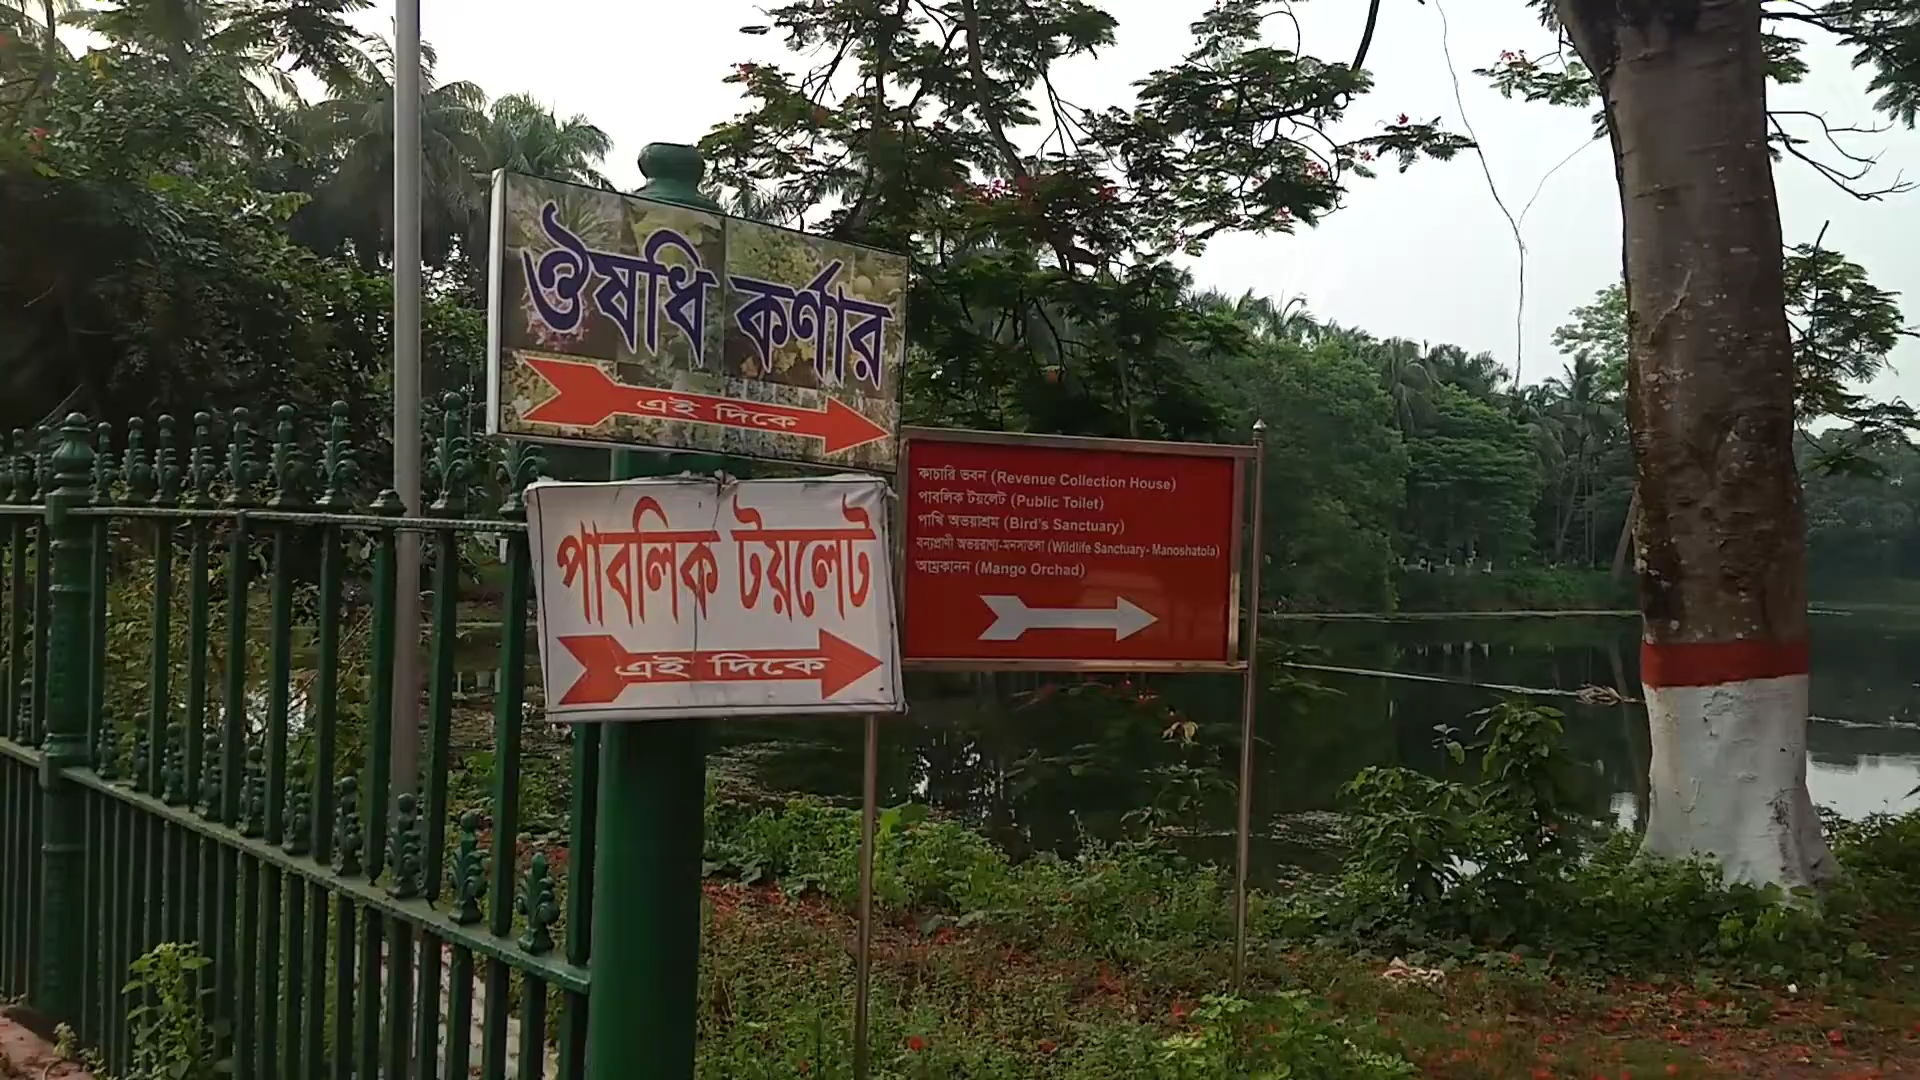 ঔষধি কর্ণার
এই দিকে
পাবলিক টয়লেট
এই দিকে
কাচারি ভবন (Revenue Collection House)
পাবলিক টয়লেট (Public Toilet)
পাখি অভয়াশ্রম (Bird's Sanctuary)
বন্যপ্রাণী অভয়রাণ্য-মনসাতলা (Wildlife Sanctuary- Manoshatola)
আম্রকানন (Mango Orchad)